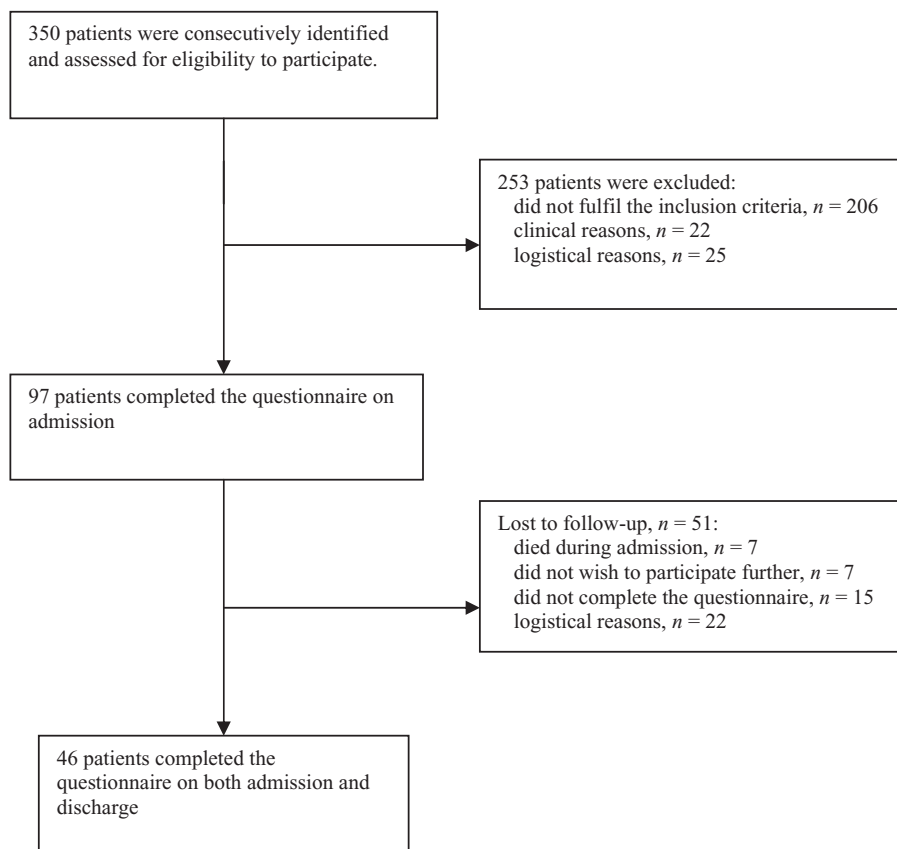 350 patients were consecutively identified
and assessed for eligibility to participate.
253 patients were excluded:
did not fulfil the inclusion criteria, n = 206
clinical reasons, n = 22
logistical reasons, n = 25
97 patients completed the questionnaire on
admission
Lost to follow-up, n = 51:
died during admission, n = 7
did not wish to participate further, n = 7
did not complete the questionnaire, n = 15
logistical reasons, n = 22
46 patients completed the
questionnaire on both admission and
discharge